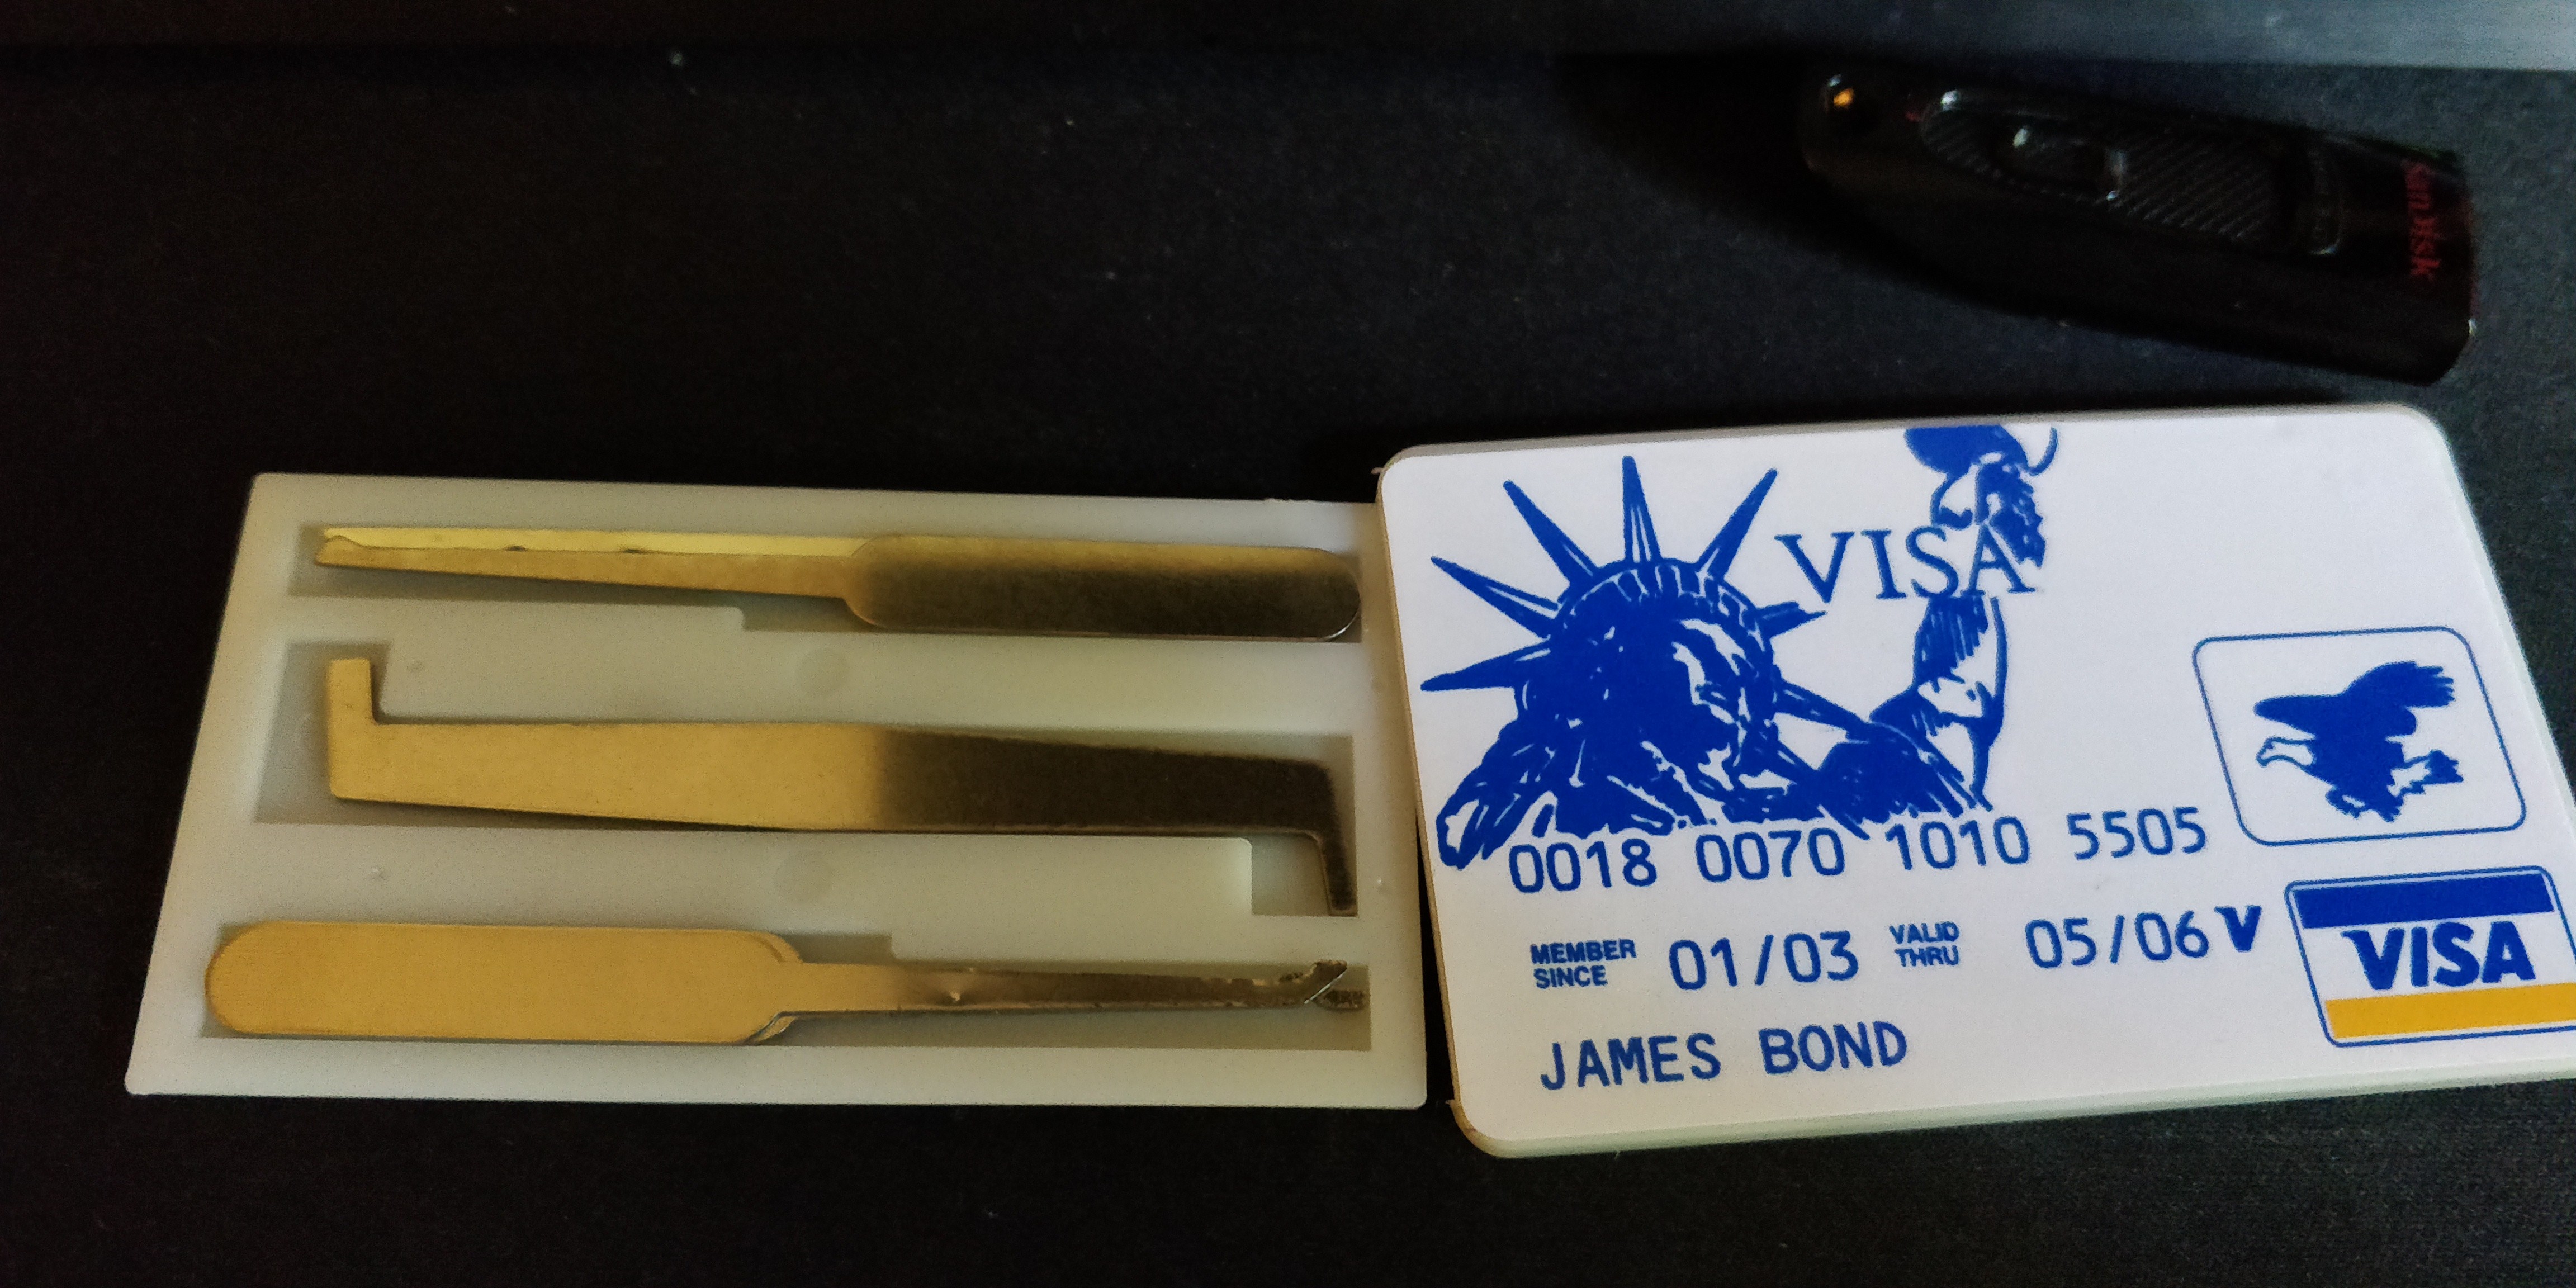 SanDisk
VISA
0018 0070 1010 5505
MEMBER SINCE 01/03 VALID THRU 05/06 V
VISA
JAMES BOND